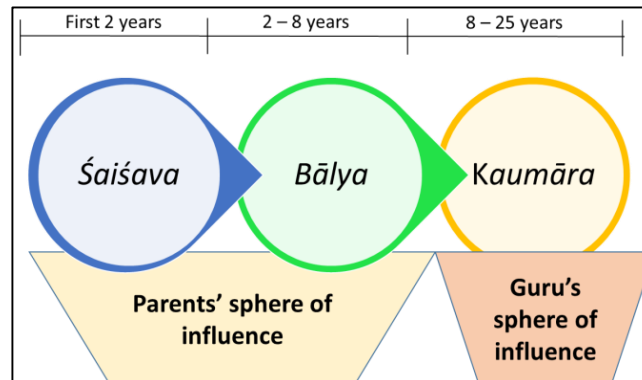 First 2 years
2 – 8 years
8 – 25 years
Śaiśava
Bālya
Kaumāra
Parents’ sphere of
influence
Guru’s
sphere of
influence